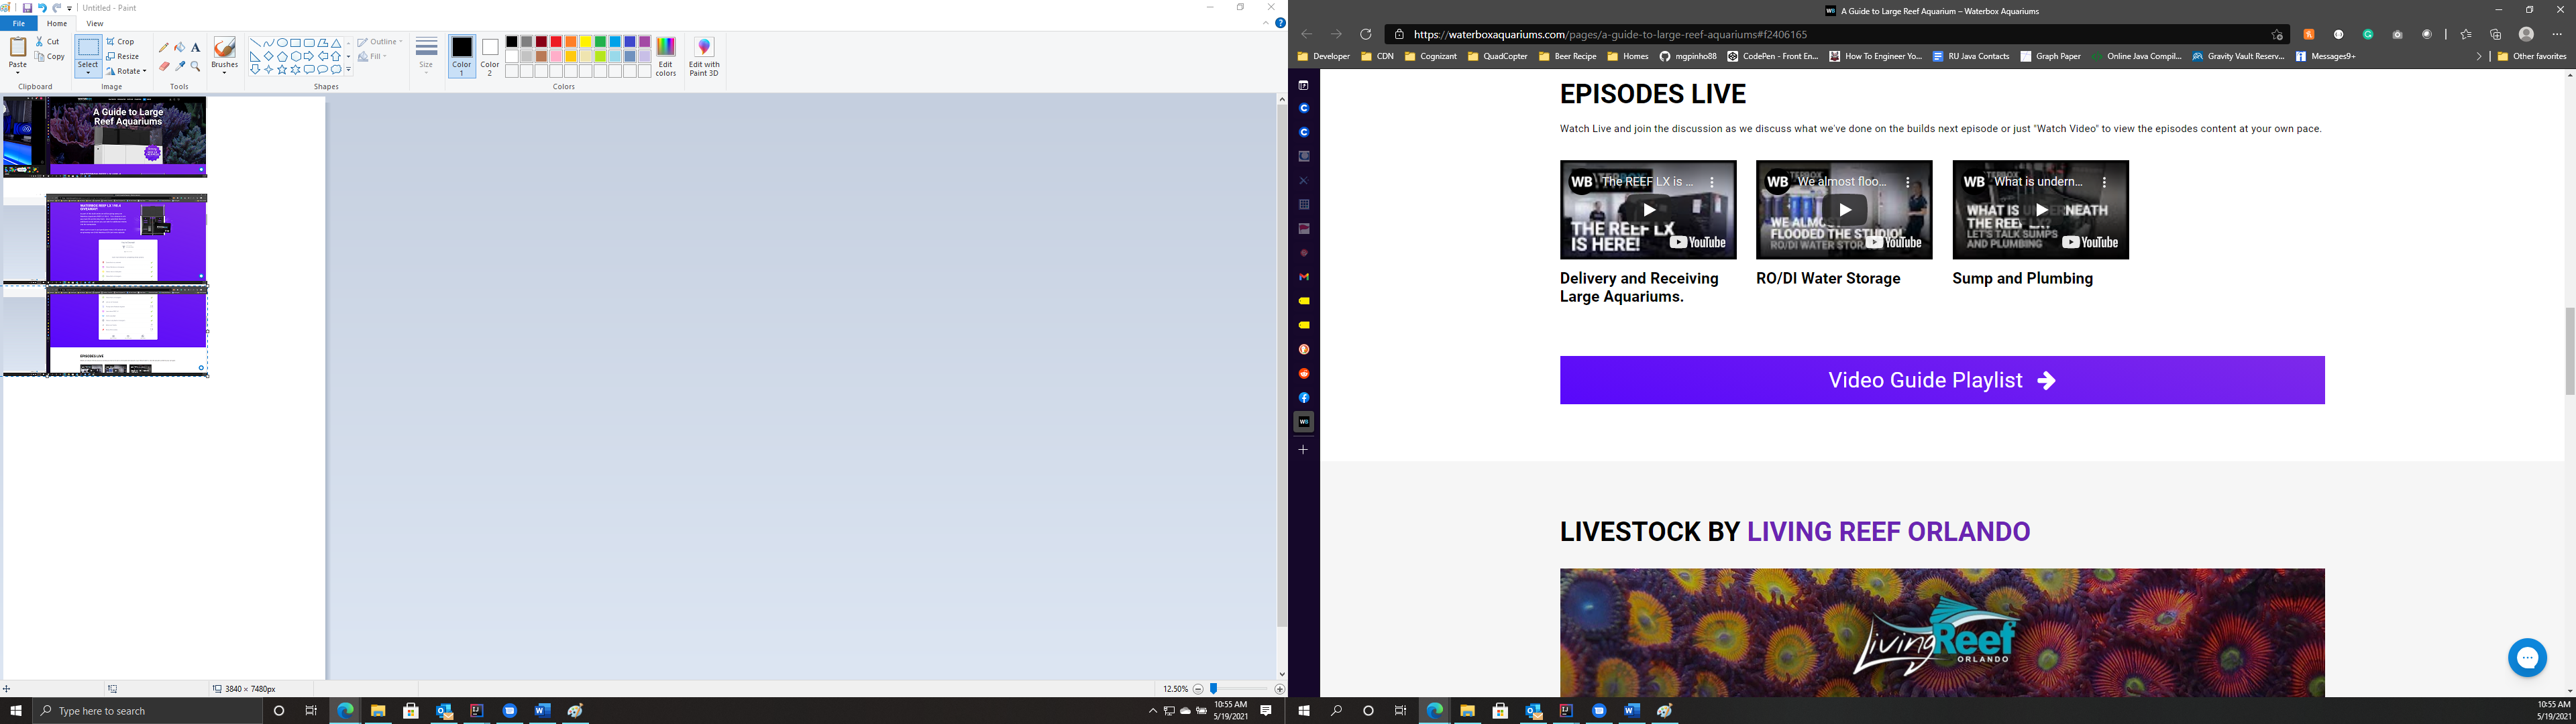 Untitled - Paint
File
Home
View
Paste
Cut
Copy
Clipboard
Select
Crop
Resize
Rotate
Image
Tools
Brushes
Shapes
Outline
Fill
Size
Color 1
Color 2
Edit colors
Edit with Paint 3D
Colors
A Guide to Large
Reef Aquariums
EPISODES LIVE
3840 × 7480px
12.50%
Type here to search
10:55 AM
5/19/2021
A Guide to Large Reef Aquarium – Waterbox Aquariums
https://waterboxaquariums.com/pages/a-guide-to-large-reef-aquariums#f2406165
Developer
CDN
Cognizant
QuadCopter
Beer Recipe
Homes
mgpinho88
CodePen - Front En...
How To Engineer Yo...
RU Java Contacts
Graph Paper
Online Java Compil...
Gravity Vault Reserv...
Messages9+
Other favorites
EPISODES LIVE
Watch Live and join the discussion as we discuss what we've done on the builds next episode or just "Watch Video" to view the episodes content at your own pace.
WB The REEF LX is ...
THE REEF LX
IS HERE!
YouTube
WB We almost floo...
WE ALMOST
FLOODED THE STUDIO!
RO/DI WATER STORAGE
YouTube
WB What is undern...
WHAT IS UNDERNEATH
THE REEF LX?
LET'S TALK SUMPS
AND PLUMBING
YouTube
Delivery and Receiving
Large Aquariums.
RO/DI Water Storage
Sump and Plumbing
Video Guide Playlist
LIVESTOCK BY LIVING REEF ORLANDO
Living Reef
ORLANDO
10:55 AM
5/19/2021